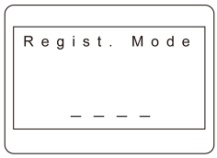 Regist. Mode
_ _ _ _